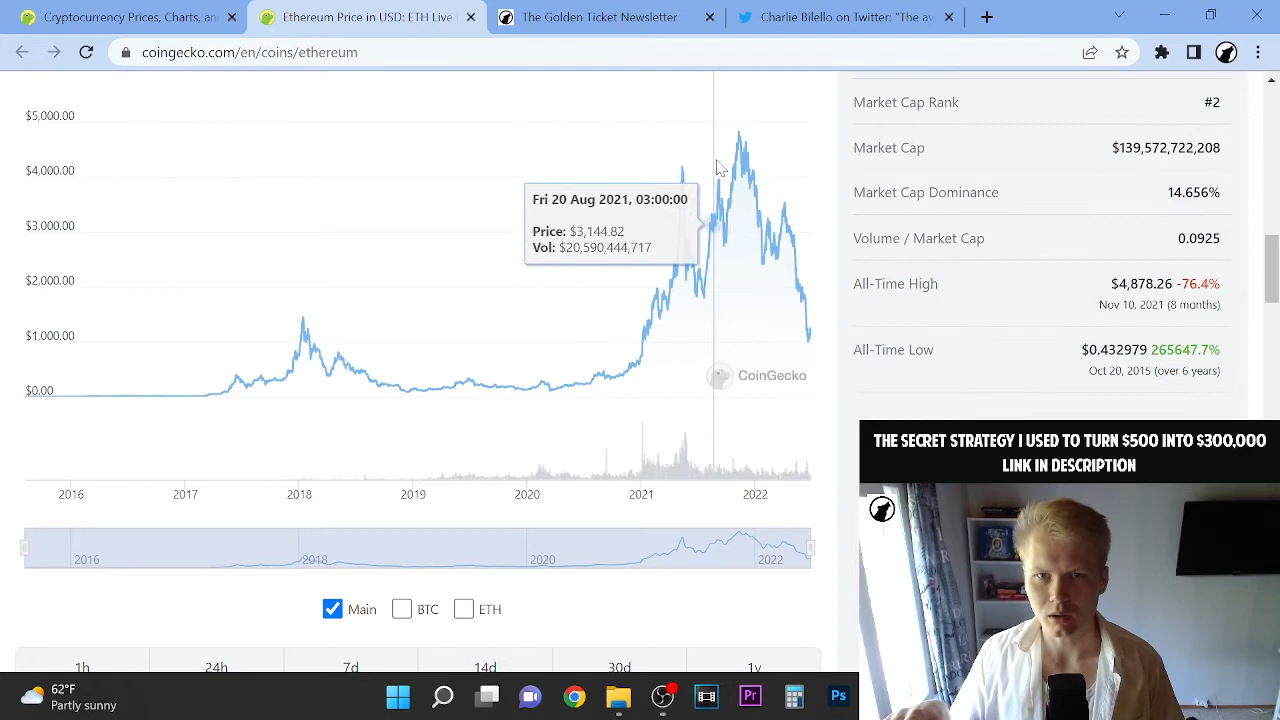 Cryptocurrency Prices, Charts, an
Ethereum Price: ETH Live Price C
The Golden Ticket Newsletter
Charlie Bilello on Twitter: "The av
coingecko.com/en/coins/ethereum
$5,000.00
$4,000.00
$3,000.00
$2,000.00
$1,000.00
$0.00
Fri 20 Aug 2021, 03:00:00
Price: $3,144.82
Vol: $20,590,444,717
CoinGecko
2016
2017
2018
2019
2020
2021
2022
2016
2018
2020
2022
Main
BTC
ETH
1h
24h
7d
14d
30d
1y
Market Cap Rank
#2
Market Cap
$139,572,722,208
Market Cap Dominance
14.656%
Volume / Market Cap
0.0925
All-Time High
$4,878.26 -76.4%
Nov 10, 2021 (8 months)
All-Time Low
$0.432979 265647.7%
Oct 20, 2015 (over 6 years)
THE SECRET STRATEGY I USED TO TURN $500 INTO $300,000
LINK IN DESCRIPTION
62°F
Partly sunny
Pr
Ps